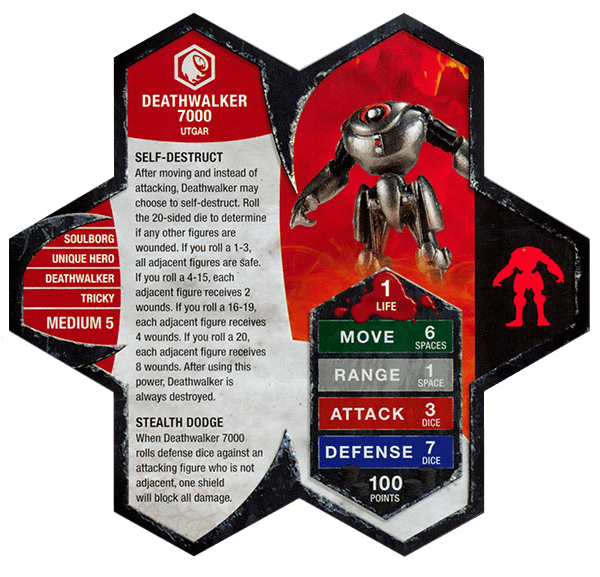 DEATHWALKER
7000
UTGAR
SELF-DESTRUCT
After moving and instead of
attacking, Deathwalker may
choose to self-destruct. Roll
the 20-sided die to determine
if any other figures are
wounded. If you roll a 1-3,
all adjacent figures are safe.
If you roll a 4-15, each
adjacent figure receives 2
wounds. If you roll a 16-19,
each adjacent figure receives
4 wounds. If you roll a 20,
each adjacent figure receives
8 wounds. After using this
power, Deathwalker is
always destroyed.
STEALTH DODGE
When Deathwalker 7000
rolls defense dice against an
attacking figure who is not
adjacent, one shield
will block all damage.
SOULBORG
UNIQUE HERO
DEATHWALKER
TRICKY
MEDIUM 5
1
LIFE
MOVE 6
SPACES
RANGE 1
SPACE
ATTACK 3
DICE
DEFENSE 7
DICE
100
POINTS